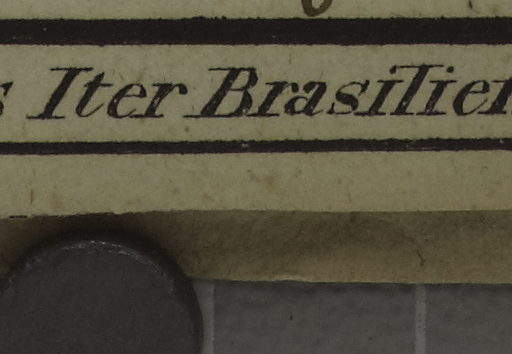 s Iter Brasilien